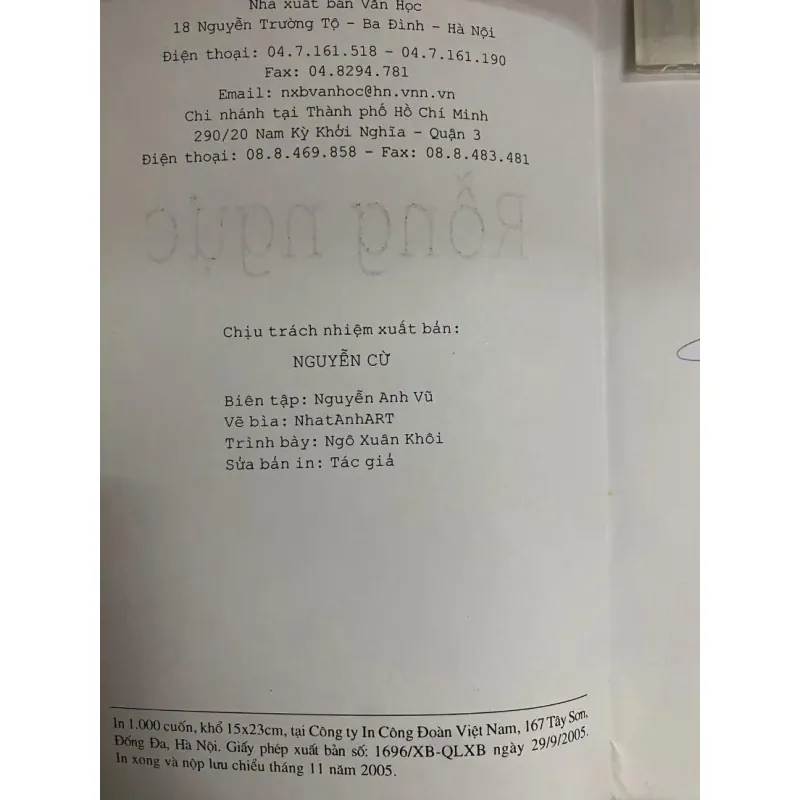 Nhà xuất bản Văn Học
18 Nguyễn Trường Tộ - Ba Đình - Hà Nội
Điện thoại: 04.7.161.518 - 04.7.161.190
Fax: 04.8294.781
Email: nxbvanhoc@hn.vnn.vn
Chi nhánh tại Thành phố Hồ Chí Minh
290/20 Nam Kỳ Khởi Nghĩa - Quận 3
Điện thoại: 08.8.469.858 - Fax: 08.8.483.481
Rỗng ngực
Chịu trách nhiệm xuất bản:
NGUYỄN CỪ
Biên tập: Nguyễn Anh Vũ
Vẽ bìa: NhatAnhART
Trình bày: Ngô Xuân Khôi
Sửa bản in: Tác giả
In 1.000 cuốn, khổ 15x23cm, tại Công ty In Công Đoàn Việt Nam, 167 Tây Sơn,
Đống Đa, Hà Nội. Giấy phép xuất bản số: 1696/XB-QLXB ngày 29/9/2005.
In xong và nộp lưu chiểu tháng 11 năm 2005.